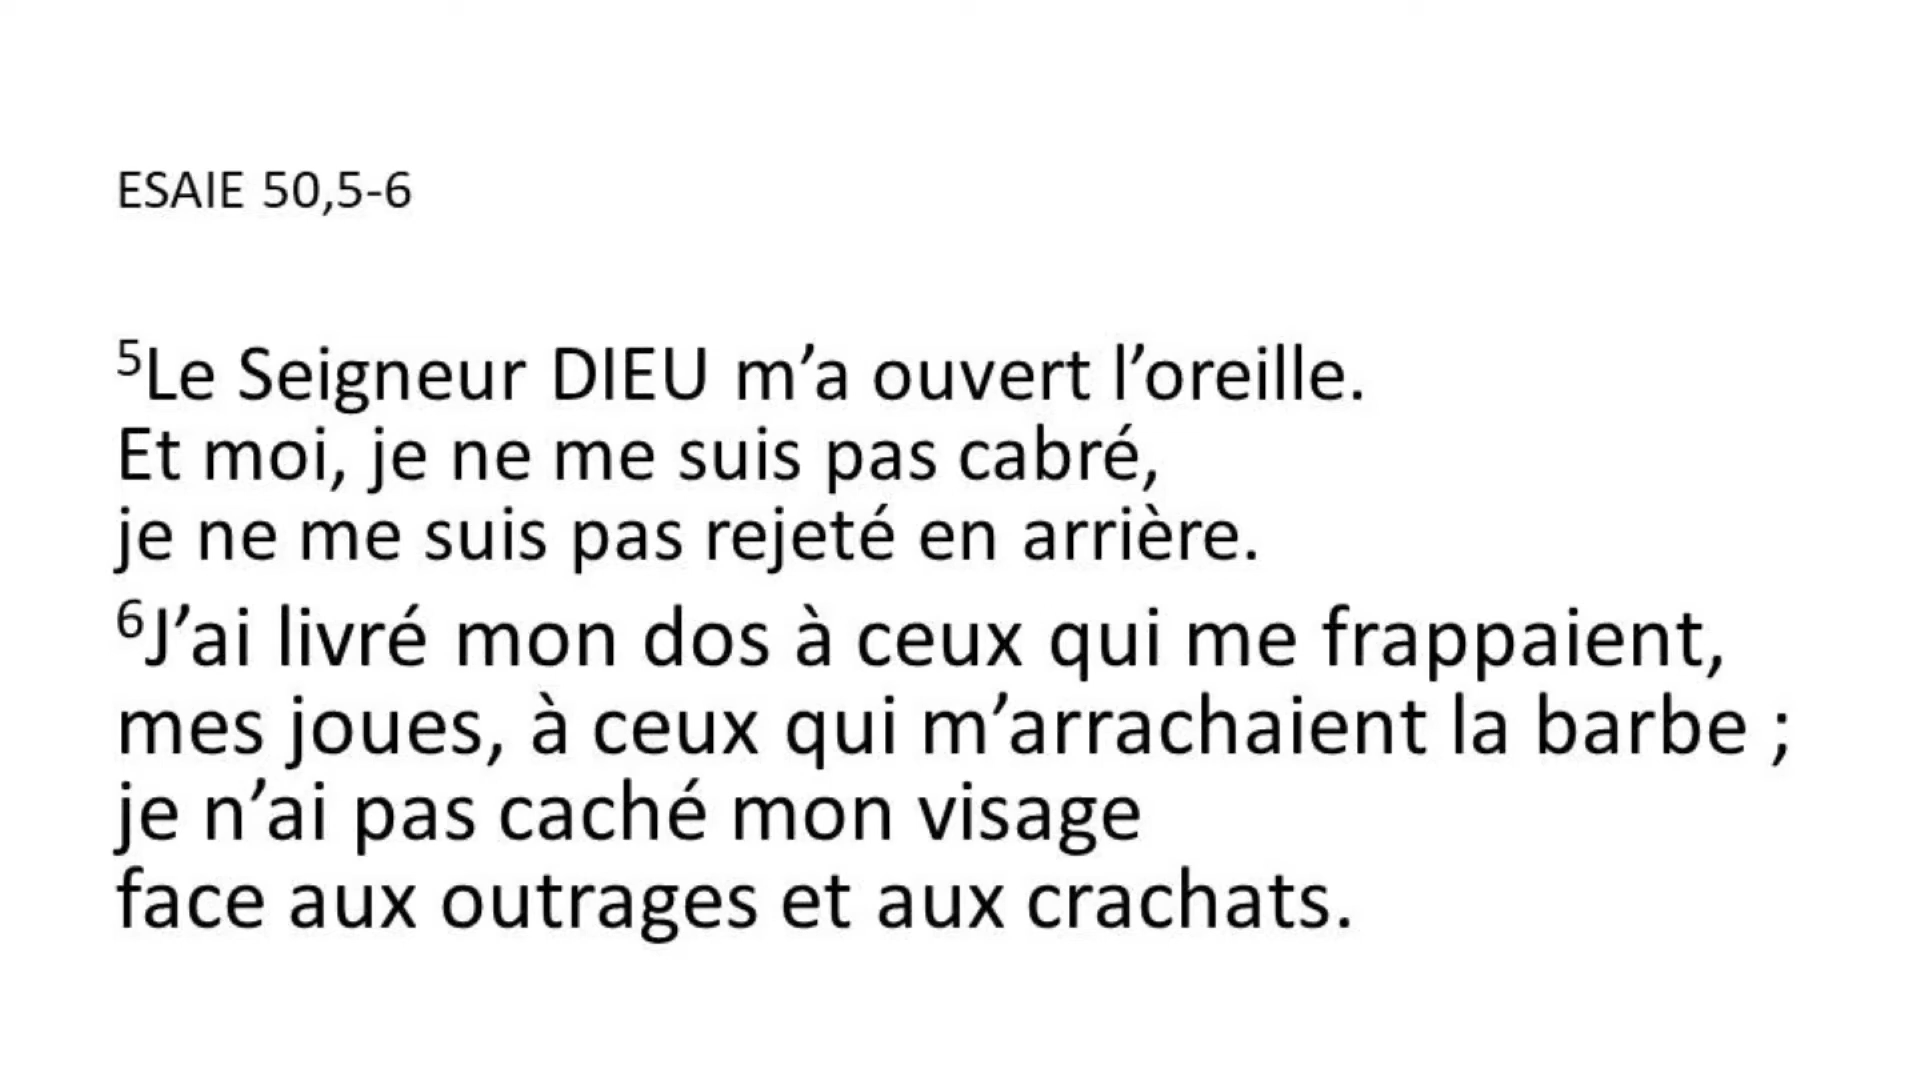 ESAIE 50,5-6
⁵Le Seigneur DIEU m’a ouvert l’oreille.
Et moi, je ne me suis pas cabré,
je ne me suis pas rejeté en arrière.
⁶J’ai livré mon dos à ceux qui me frappaient,
mes joues, à ceux qui m’arrachaient la barbe ;
je n’ai pas caché mon visage
face aux outrages et aux crachats.